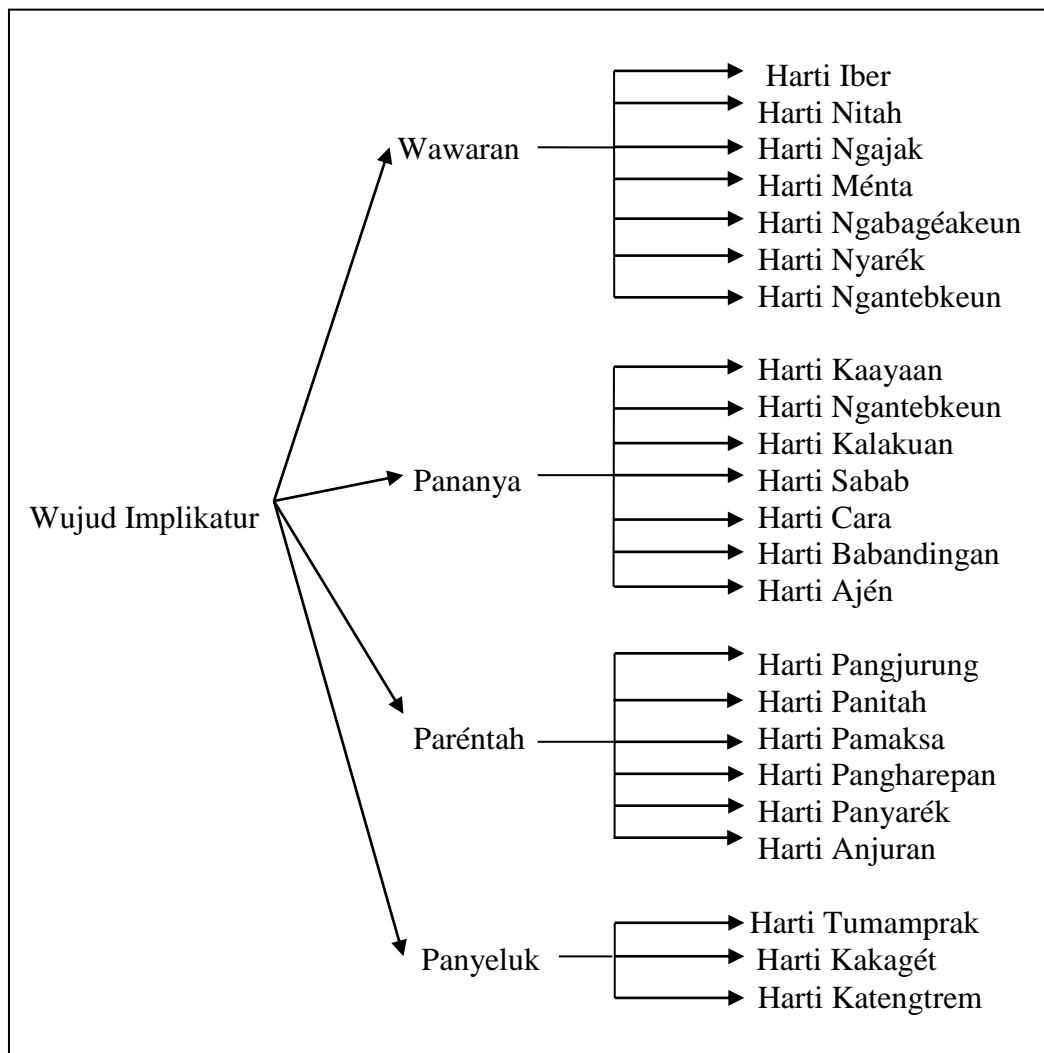 Wujud Implikatur
Wawaran
Harti Iber
Harti Nitah
Harti Ngajak
Harti Ménta
Harti Ngabagéakeun
Harti Nyarék
Harti Ngantebkeun
Pananya
Harti Kaayaan
Harti Ngantebkeun
Harti Kalakuan
Harti Sabab
Harti Cara
Harti Babandingan
Harti Ajén
Paréntah
Harti Pangjurung
Harti Panitah
Harti Pamaksa
Harti Pangharepan
Harti Panyarék
Harti Anjuran
Panyeluk
Harti Tumamprak
Harti Kakagét
Harti Katengtrem